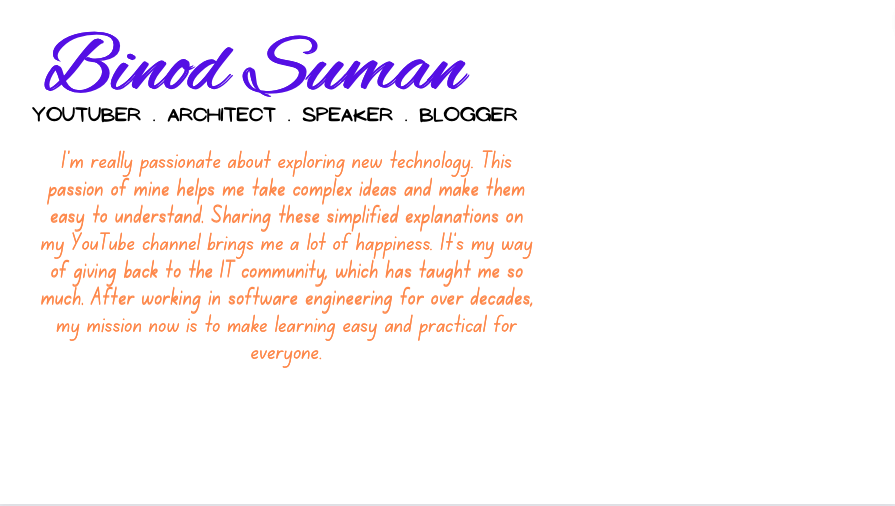 Binod Suman
YOUTUBER . ARCHITECT . SPEAKER . BLOGGER
I'm really passionate about exploring new technology. This
passion of mine helps me take complex ideas and make them
easy to understand. Sharing these simplified explanations on
my YouTube channel brings me a lot of happiness. It's my way
of giving back to the IT community, which has taught me so
much. After working in software engineering for over decades,
my mission now is to make learning easy and practical for
everyone.